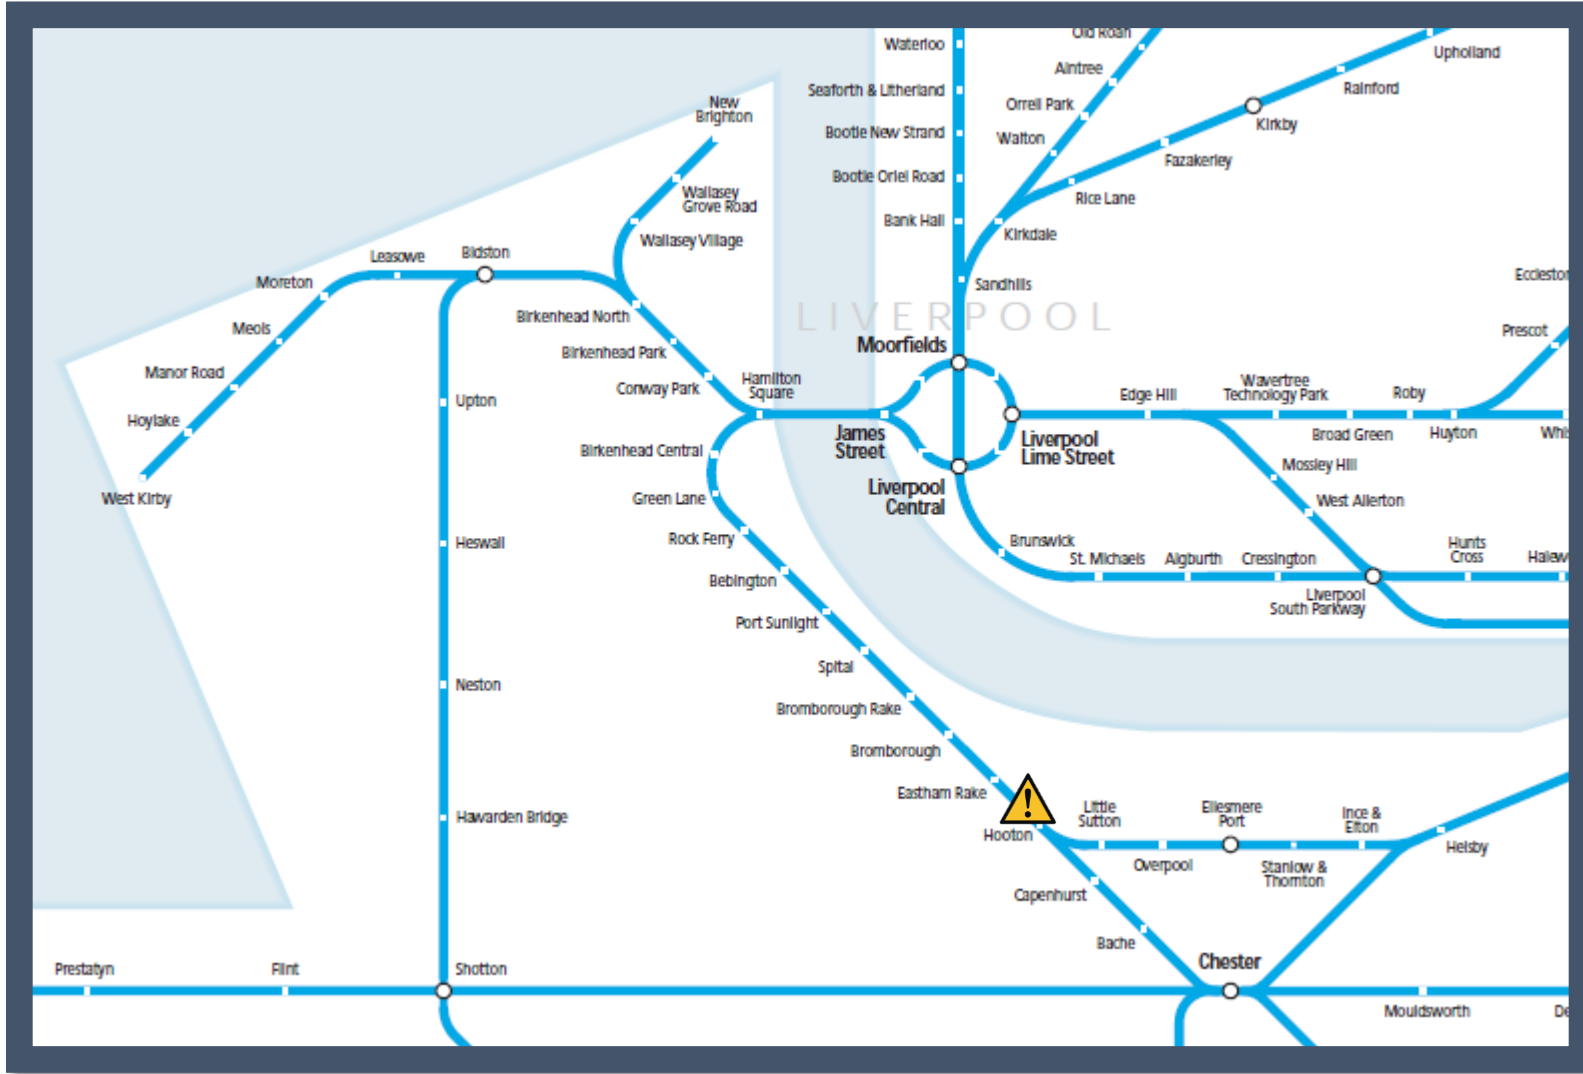 Waterloo
Old Roan
Upholland
Seaforth & Litherland
Aintree
Rainford
New
Brighton
Orrell Park
Kirkby
Bootle New Strand
Walton
Fazakerley
Bootle Oriel Road
Wallasey
Grove Road
Rice Lane
Bank Hall
Kirkdale
Wallasey Village
Leasowe
Bidston
Moreton
Sandhills
Eccleston
LIVERPOOL
Birkenhead North
Meols
Prescot
Moorfields
Birkenhead Park
Manor Road
Conway Park
Hamilton
Square
Edge Hill
Wavertree
Technology Park
Roby
Upton
Hoylake
James
Street
Liverpool
Lime Street
Broad Green
Huyton
Whis
Birkenhead Central
Mossley Hill
West Kirby
Green Lane
Liverpool
Central
West Allerton
Rock Ferry
Heswall
Brunswick
St. Michaels
Aigburth
Cressington
Hunts
Cross
Halew
Bebington
Liverpool
South Parkway
Port Sunlight
Spital
Neston
Bromborough Rake
Bromborough
Eastham Rake
!
Hooton
Little
Sutton
Ellesmere
Port
Ince &
Elton
Hawarden Bridge
Helsby
Overpool
Stanlow &
Thornton
Capenhurst
Bache
Chester
Prestatyn
Flint
Shotton
Mouldsworth
De